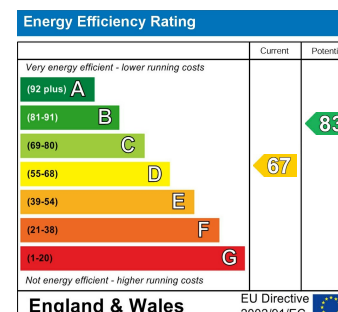 Energy Efficiency Rating
Current
Very energy efficient - lower running costs
(92 plus) A
(81-91) B
83
(69-80) C
(55-68) D
67
(39-54) E
(21-38) F
(1-20) G
Not energy efficient - higher running costs
England & Wales
EU Directive